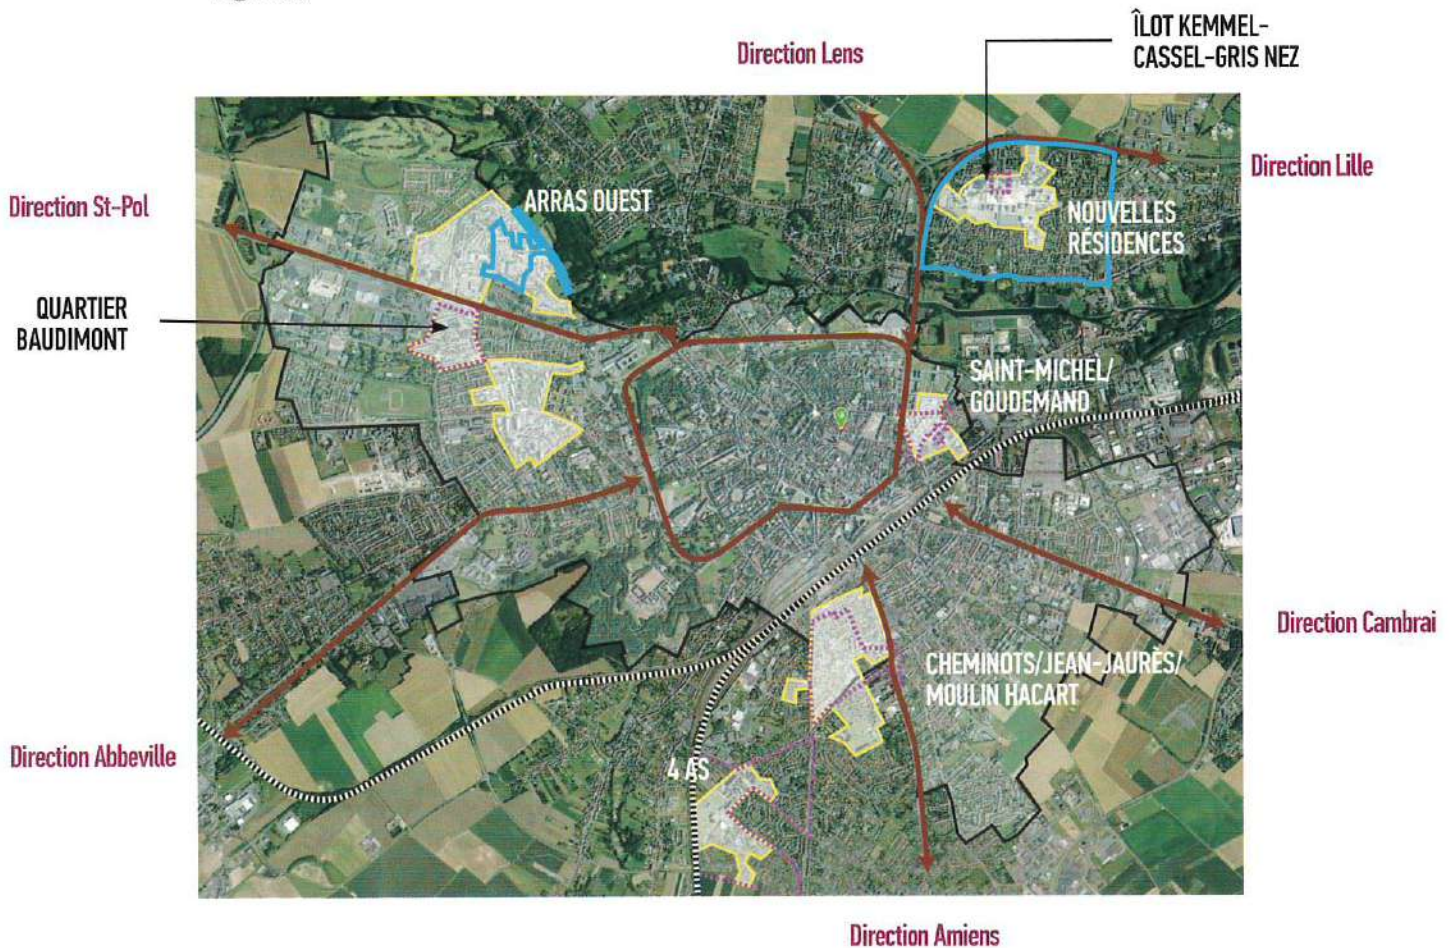 ÎLOT KEMMEL-
CASSEL-GRIS NEZ
Direction Lens
Direction Lille
Direction St-Pol
ARRAS OUEST
NOUVELLES
RÉSIDENCES
QUARTIER
BAUDIMONT
SAINT-MICHEL/
GOUDEMAND
Direction Cambrai
CHEMINOTS/JEAN-JAURÈS/
MOULIN HACART
Direction Abbeville
4 AS
Direction Amiens